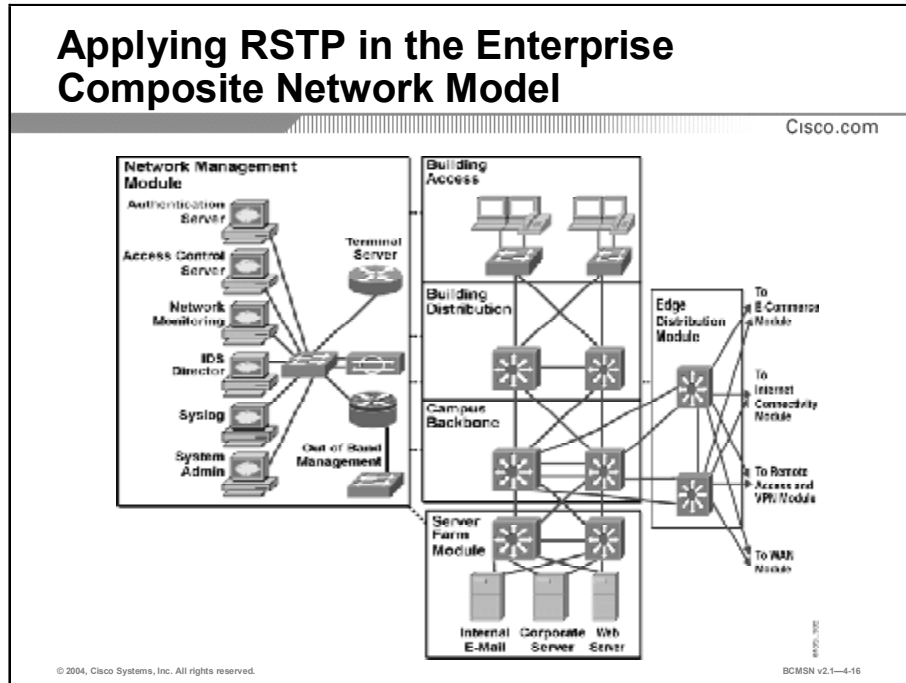 Applying RSTP in the Enterprise
Composite Network Model
Cisco.com
Network Management
Module
Authentication
Server
Access Control
Server
Network
Monitoring
IDS
Director
Syslog
System
Admin
Terminal
Server
Out of Band
Management
Building
Access
Building
Distribution
Campus
Backbone
Server
Farm
Module
Internal
E-Mail
Corporate
Server
Web
Server
Edge
Distribution
Module
To
E-Commerce
Module
To
Internet
Connectivity
Module
To Remote
Access and
VPN Module
To WAN
Module
© 2004, Cisco Systems, Inc. All rights reserved.
BCMSN v2.1—4-16